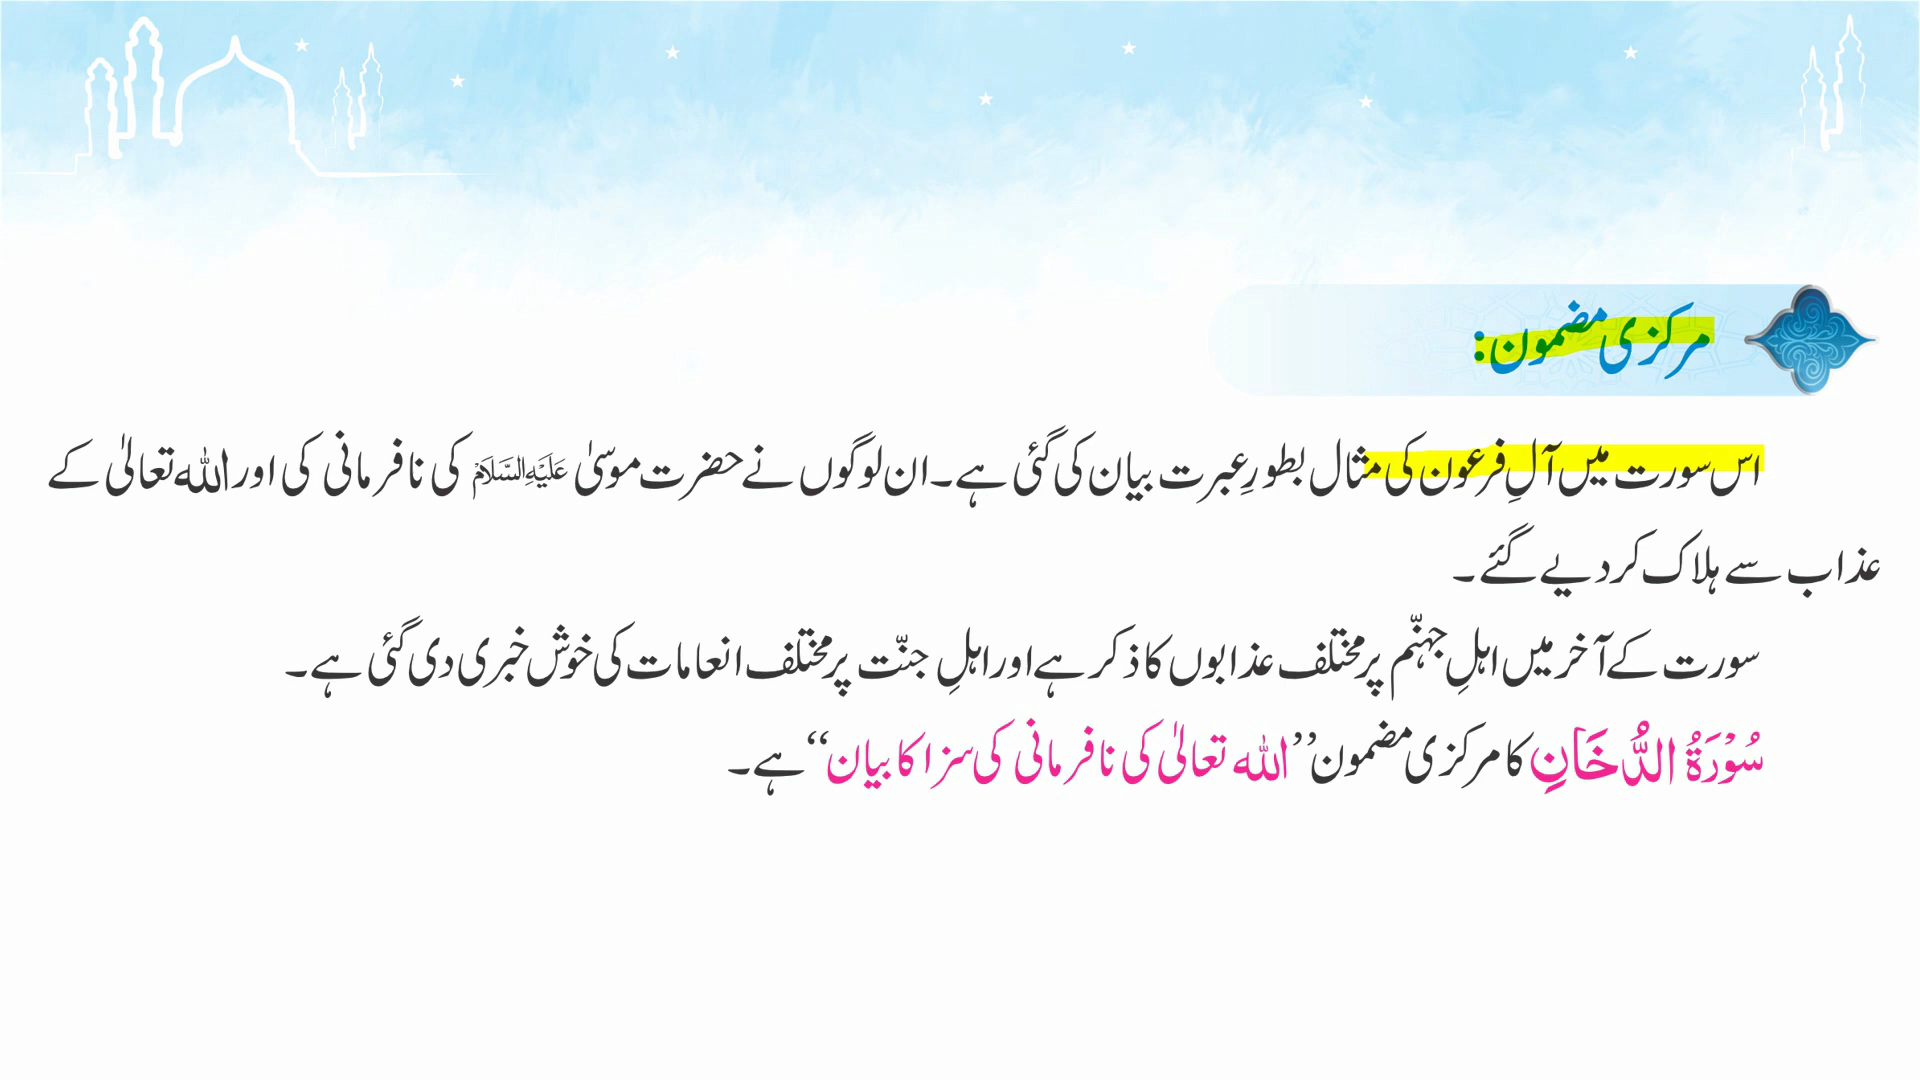 مرکزی مضمون:
اس سورت میں آلِ فرعون کی مثال بطورِ عبرت بیان کی گئی ہے۔ ان لوگوں نے حضرت موسیٰ عَلَیْہِ السَّلَامْ کی نافرمانی کی اور اللہ تعالیٰ کے
عذاب سے ہلاک کر دیے گئے۔
سورت کے آخر میں اہلِ جہنّم پر مختلف عذابوں کا ذکر ہے اور اہلِ جنّت پر مختلف انعامات کی خوش خبری دی گئی ہے۔
سُوْرَۃُ الدُّخَانِ کا مرکزی مضمون ’’اللہ تعالیٰ کی نافرمانی کی سزا کا بیان‘‘ ہے۔